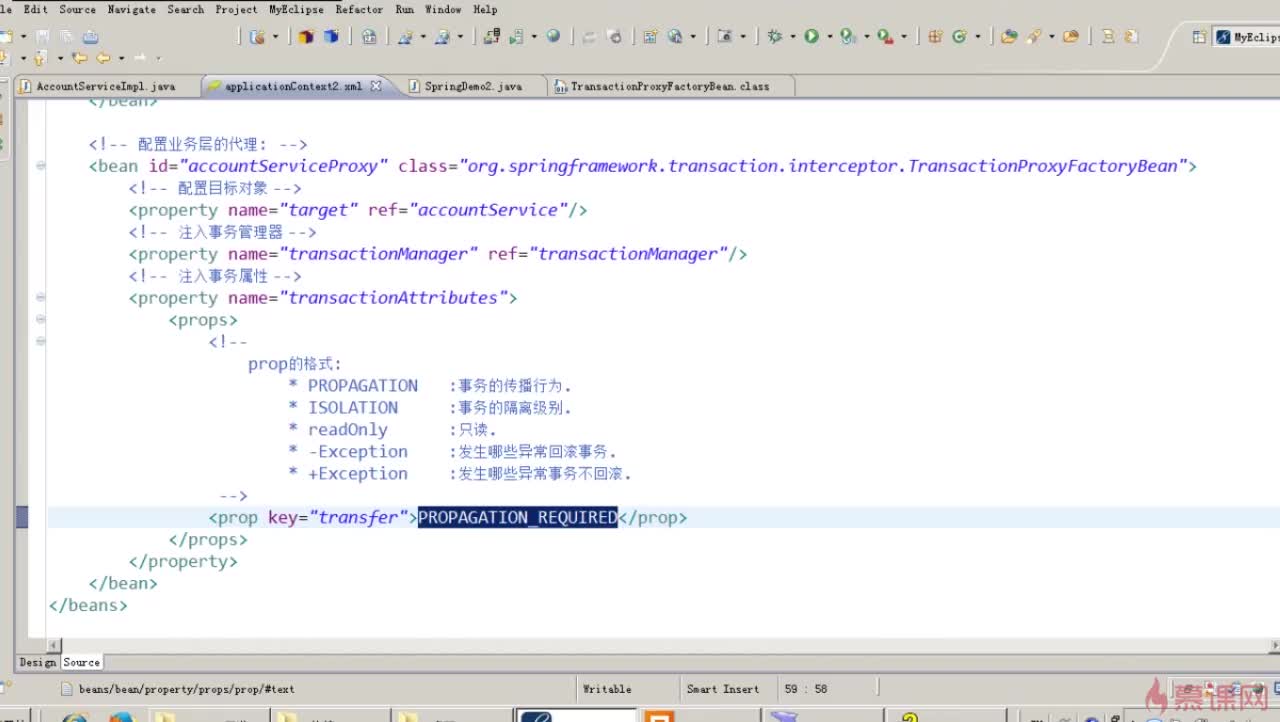 Edit Source Navigate Search Project MyEclipse Refactor Run Window Help
MyEclips
AccountServiceImpl.java applicationContext2.xml SpringDemo2.java TransactionProxyFactoryBean.class
</bean>
<!-- 配置业务层的代理: -->
<bean id="accountServiceProxy" class="org.springframework.transaction.interceptor.TransactionProxyFactoryBean">
<!-- 配置目标对象 -->
<property name="target" ref="accountService"/>
<!-- 注入事务管理器 -->
<property name="transactionManager" ref="transactionManager"/>
<!-- 注入事务属性 -->
<property name="transactionAttributes">
<props>
<!--
prop的格式:
* PROPAGATION :事务的传播行为.
* ISOLATION :事务的隔离级别.
* readOnly :只读.
* -Exception :发生哪些异常回滚事务.
* +Exception :发生哪些异常事务不回滚.
-->
<prop key="transfer">PROPAGATION_REQUIRED</prop>
</props>
</property>
</bean>
</beans>
Design Source
beans/bean/property/props/prop/#text Writable Smart Insert 59 : 58
慕课网